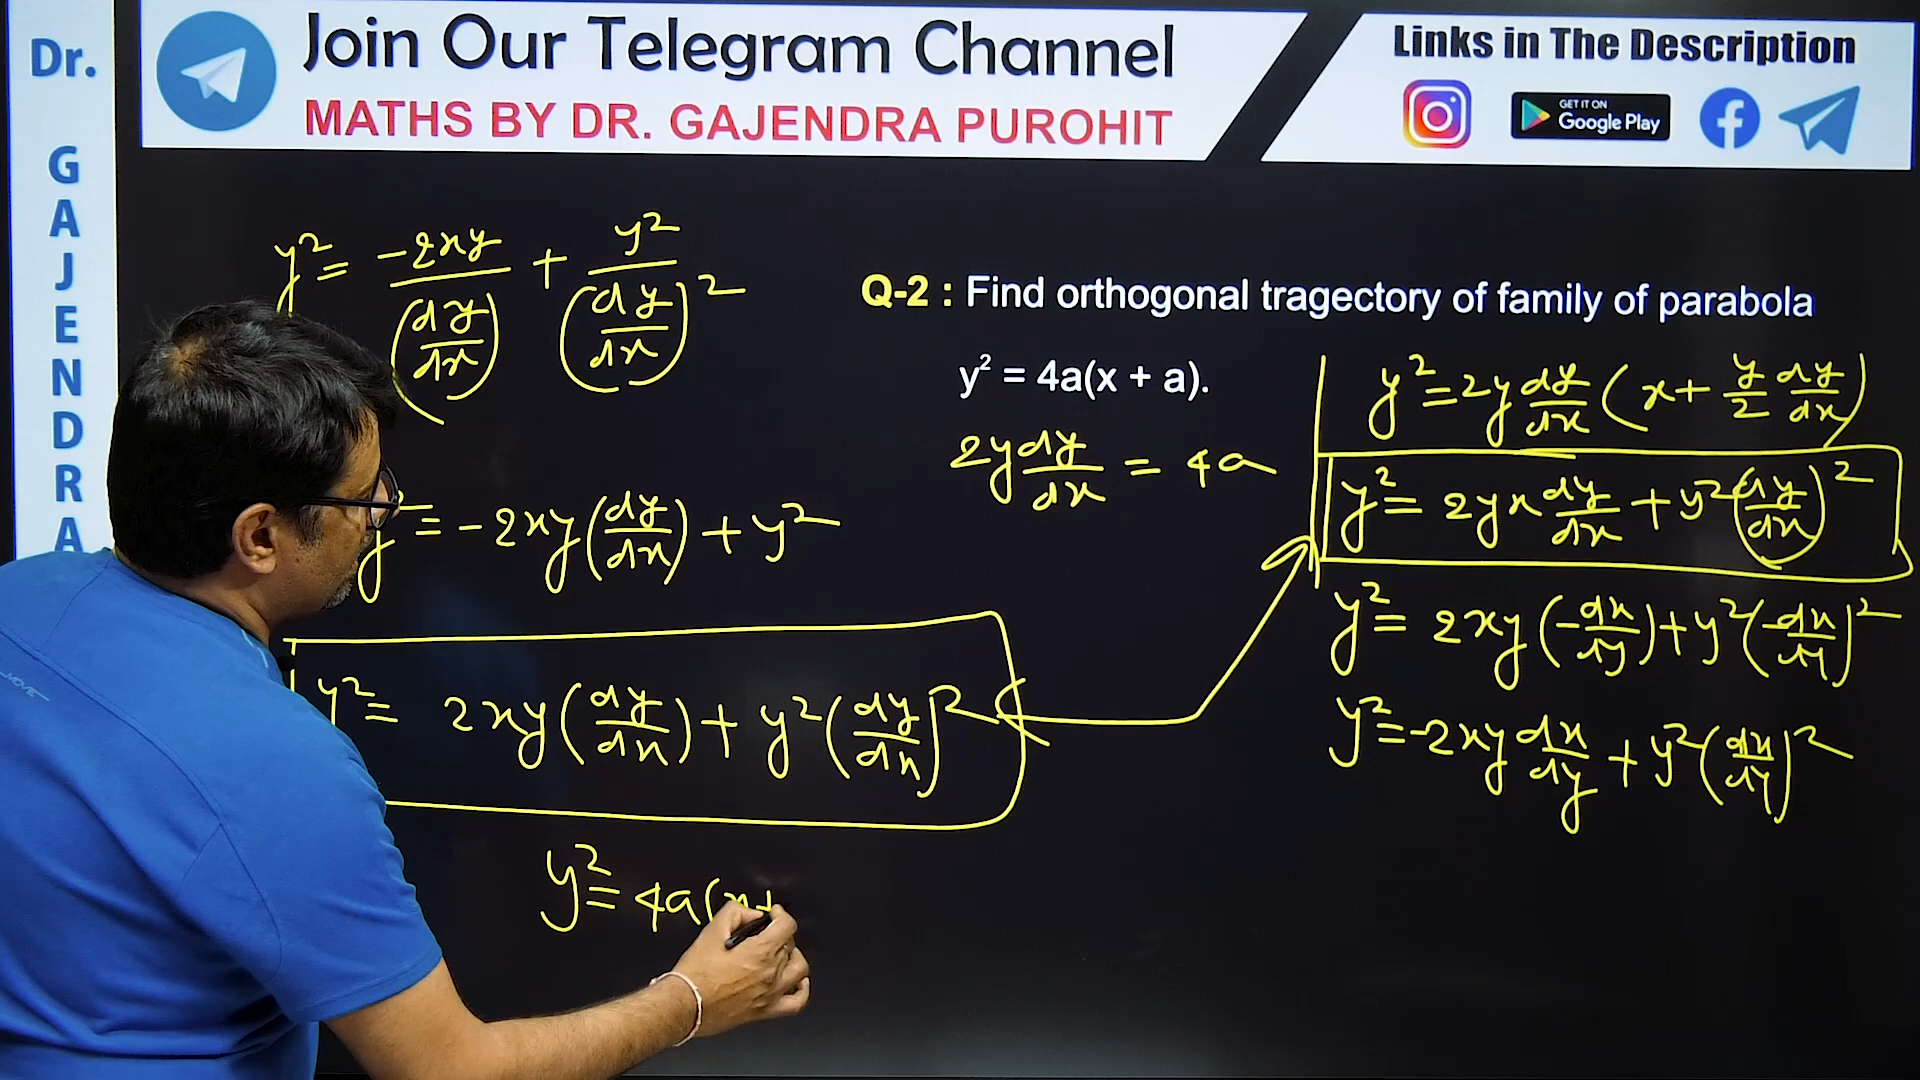 Dr.
GAJENDRA
Join Our Telegram Channel
MATHS BY DR. GAJENDRA PUROHIT
Links in The Description
GET IT ON
Google Play
Q-2 : Find orthogonal tragectory of family of parabola
y² = 4a(x + a).
2y dy/dx = 4a
y² = 2y dy/dx (x + y/2 dy/dx)
y² = 2yx dy/dx + y² (dy/dx)²
y² = 2xy (-dx/dy) + y² (-dx/dy)²
y² = -2xy dx/dy + y² (dx/dy)²
y² = -2xy/(dy/dx) + y²/(dy/dx)²
= -2xy (dy/dx) + y²
y² = 2xy (dy/dx) + y² (dy/dx)²
y² = 4a(x+